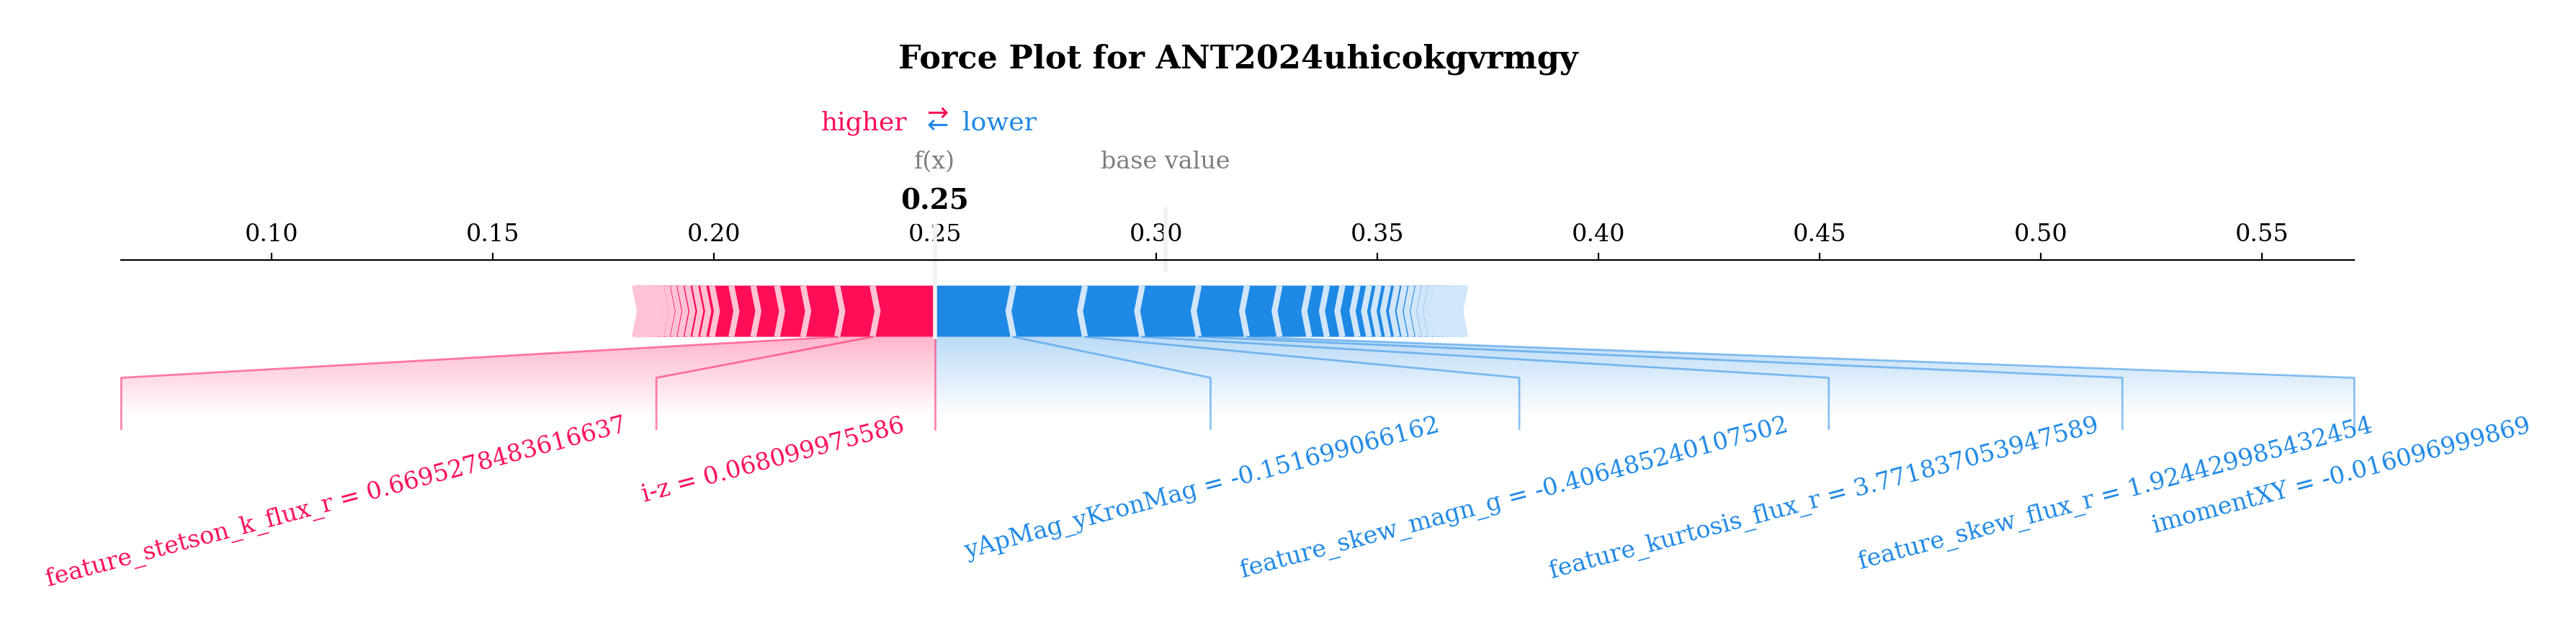 Force Plot for ANT2024uhicokgvrmgy
higher ⇄ lower
f(x) base value
0.25
0.10 0.15 0.20 0.25 0.30 0.35 0.40 0.45 0.50 0.55
feature_stetson_k_flux_r = 0.6695278483616637
i-z = 0.068099975586
yApMag_yKronMag = -0.151699066162
feature_skew_magn_g = -0.406485240107502
feature_kurtosis_flux_r = 3.771837053947589
feature_skew_flux_r = 1.924429985432454
imomentXY = -0.016096999869